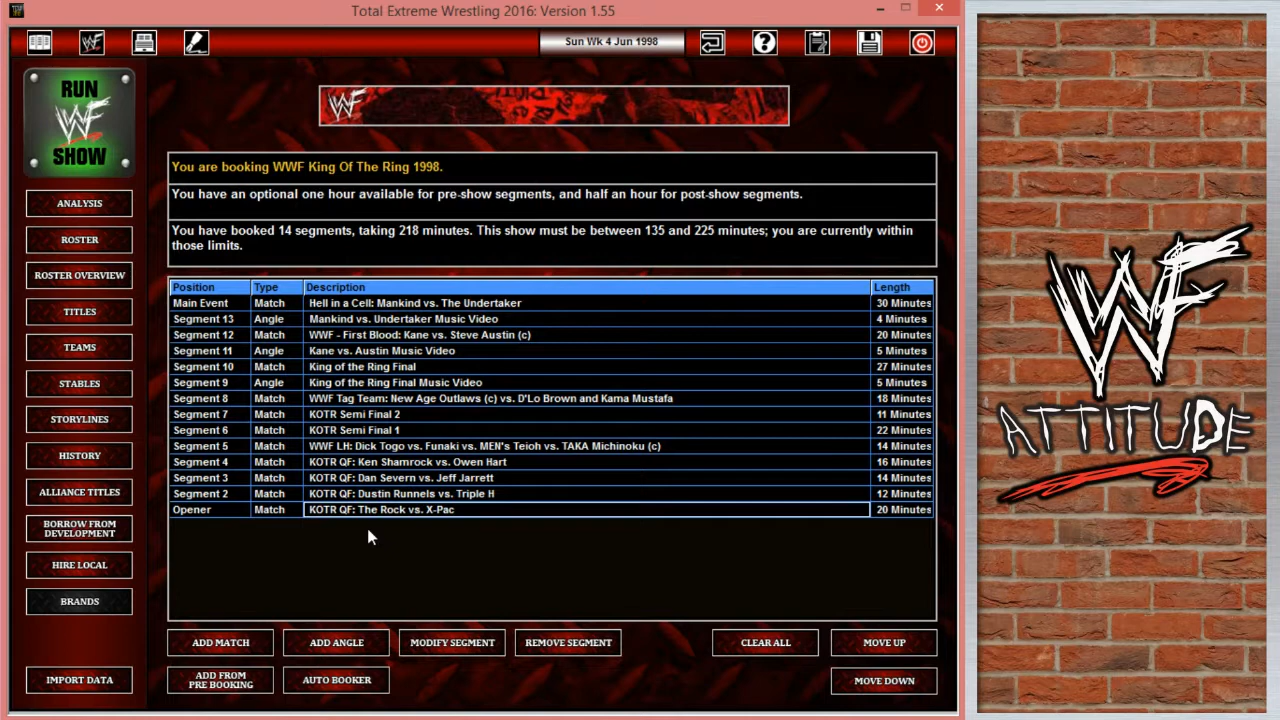 Total Extreme Wrestling 2016: Version 1.55
Sun Wk 4 Jun 1998
RUN
WF
SHOW
WF
You are booking WWF King Of The Ring 1998.
You have an optional one hour available for pre-show segments, and half an hour for post-show segments.
You have booked 14 segments, taking 218 minutes. This show must be between 135 and 225 minutes; you are currently within
those limits.
ANALYSIS
ROSTER
ROSTER OVERVIEW
TITLES
TEAMS
STABLES
STORYLINES
HISTORY
ALLIANCE TITLES
BORROW FROM
DEVELOPMENT
HIRE LOCAL
BRANDS
IMPORT DATA
Position Type Description Length
Main Event Match Hell in a Cell: Mankind vs. The Undertaker 30 Minutes
Segment 13 Angle Mankind vs. Undertaker Music Video 4 Minutes
Segment 12 Match WWF - First Blood: Kane vs. Steve Austin (c) 20 Minutes
Segment 11 Angle Kane vs. Austin Music Video 5 Minutes
Segment 10 Match King of the Ring Final 27 Minutes
Segment 9 Angle King of the Ring Final Music Video 5 Minutes
Segment 8 Match WWF Tag Team: New Age Outlaws (c) vs. D'Lo Brown and Kama Mustafa 18 Minutes
Segment 7 Match KOTR Semi Final 2 11 Minutes
Segment 6 Match KOTR Semi Final 1 22 Minutes
Segment 5 Match WWF LH: Dick Togo vs. Funaki vs. MEN's Teioh vs. TAKA Michinoku (c) 14 Minutes
Segment 4 Match KOTR QF: Ken Shamrock vs. Owen Hart 16 Minutes
Segment 3 Match KOTR QF: Dan Severn vs. Jeff Jarrett 14 Minutes
Segment 2 Match KOTR QF: Dustin Runnels vs. Triple H 12 Minutes
Opener Match KOTR QF: The Rock vs. X-Pac 20 Minutes
ADD MATCH ADD ANGLE MODIFY SEGMENT REMOVE SEGMENT CLEAR ALL MOVE UP
ADD FROM
PRE BOOKING
AUTO BOOKER
MOVE DOWN
WF
ATTITUDE